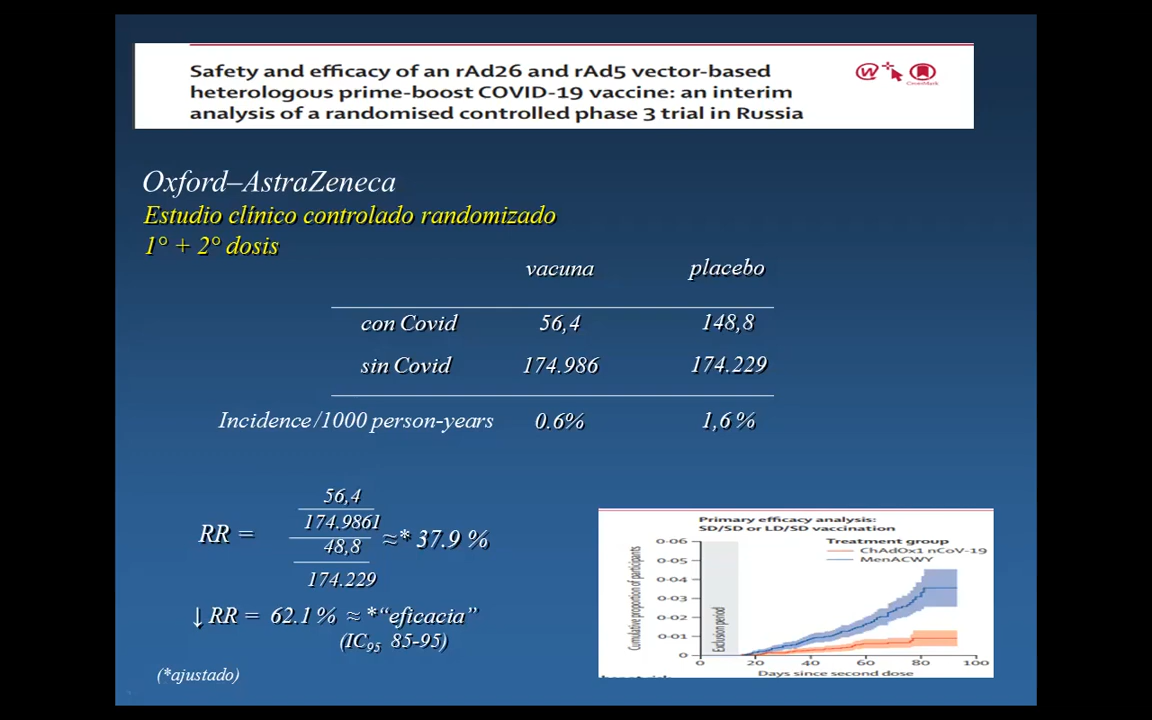 Safety and efficacy of an rAd26 and rAd5 vector-based
heterologous prime-boost COVID-19 vaccine: an interim
analysis of a randomised controlled phase 3 trial in Russia
CrossMark
Oxford–AstraZeneca
Estudio clínico controlado randomizado
1° + 2° dosis
vacuna placebo
con Covid 56,4 148,8
sin Covid 174.986 174.229
Incidence/1000 person-years 0.6% 1,6 %
56,4
174.9861
RR = ≈* 37.9 %
48,8
174.229
↓ RR = 62.1 % ≈ *“eficacia”
(IC95 85-95)
(*ajustado)
Primary efficacy analysis:
SD/SD or LD/SD vaccination
Treatment group
ChAdOx1 nCoV-19
MenACWY
Cumulative proportion of participants
0·06
0·05
0·04
0·03
0·02
0·01
0
Exclusion period
0 20 40 60 80 100
Days since second dose